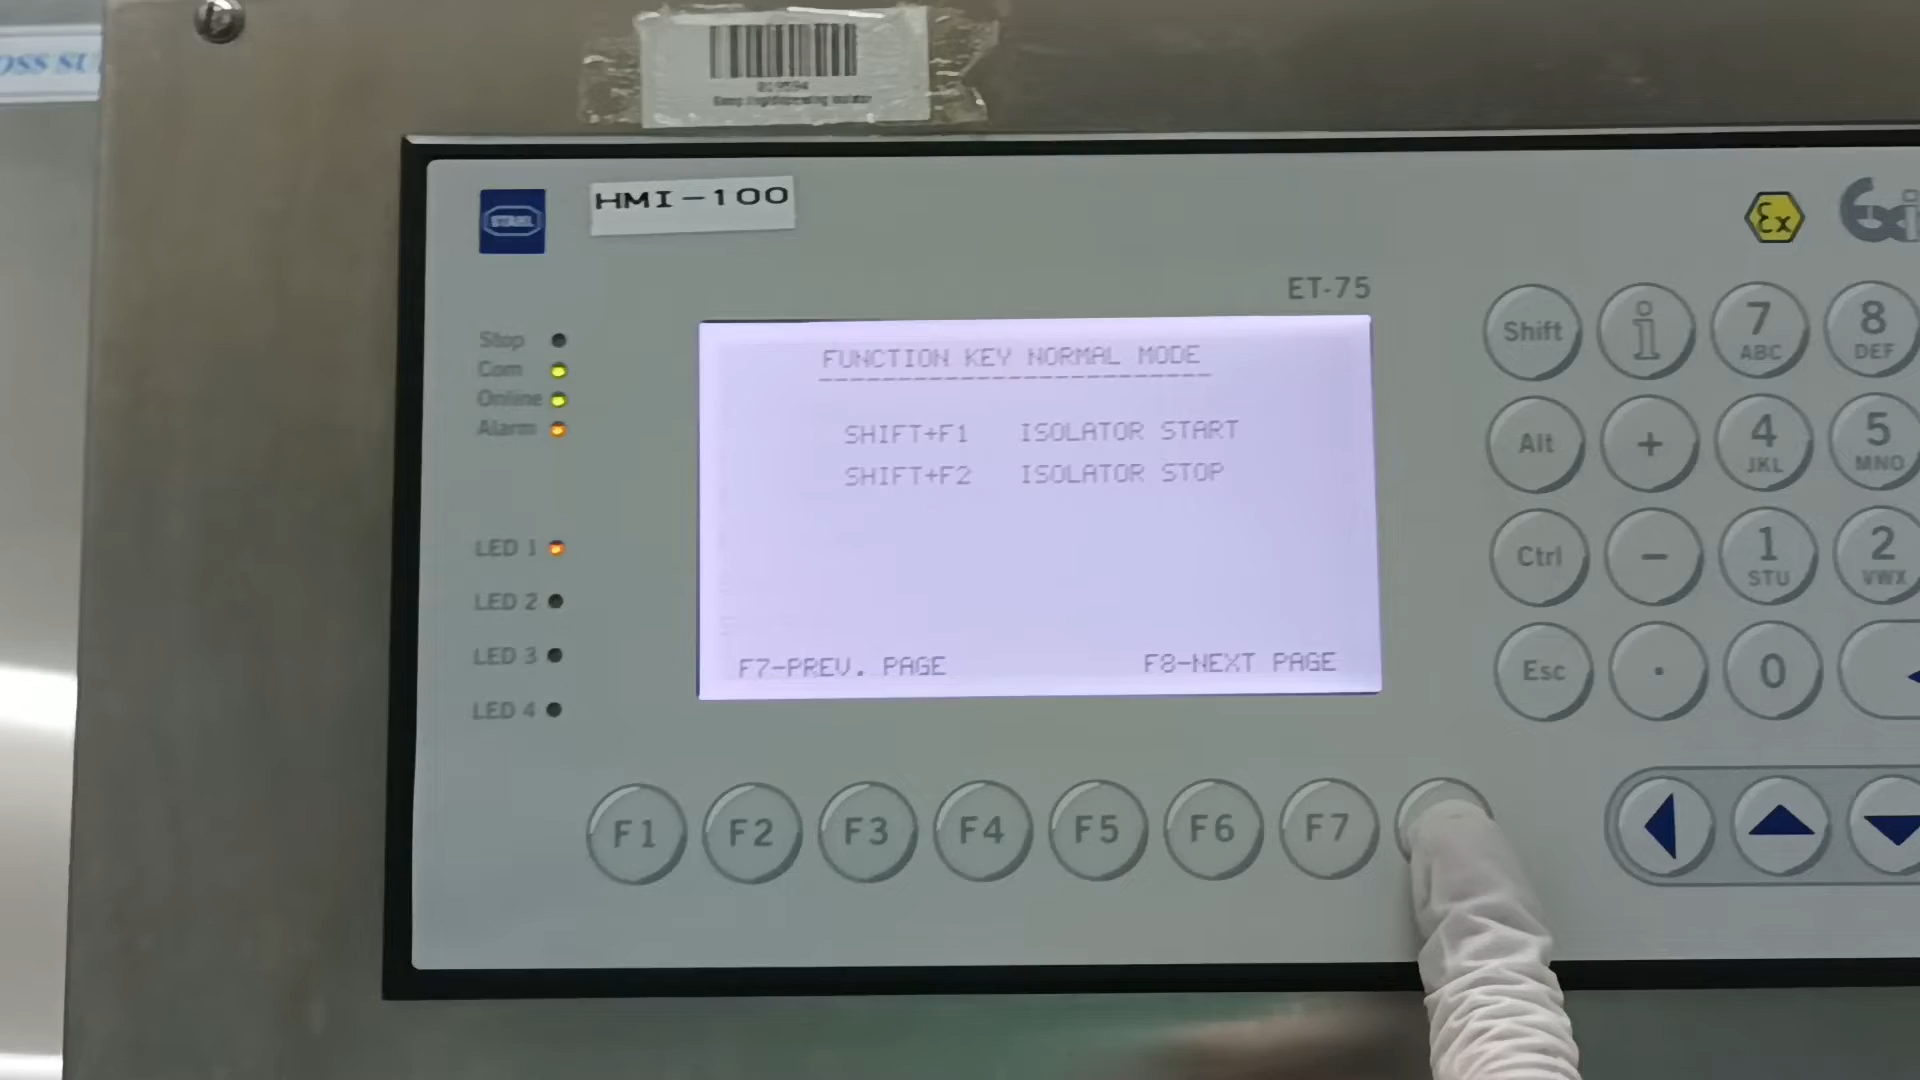 HMI-100
STAHL
Ex
ET-75
Stop
Com
Online
Alarm
LED 1
LED 2
LED 3
LED 4
FUNCTION KEY NORMAL MODE
SHIFT+F1 ISOLATOR START
SHIFT+F2 ISOLATOR STOP
F7-PREV. PAGE F8-NEXT PAGE
Shift i 7 ABC 8 DEF
Alt + 4 JKL 5 MNO
Ctrl - 1 STU 2 VWX
Esc . 0
F1 F2 F3 F4 F5 F6 F7